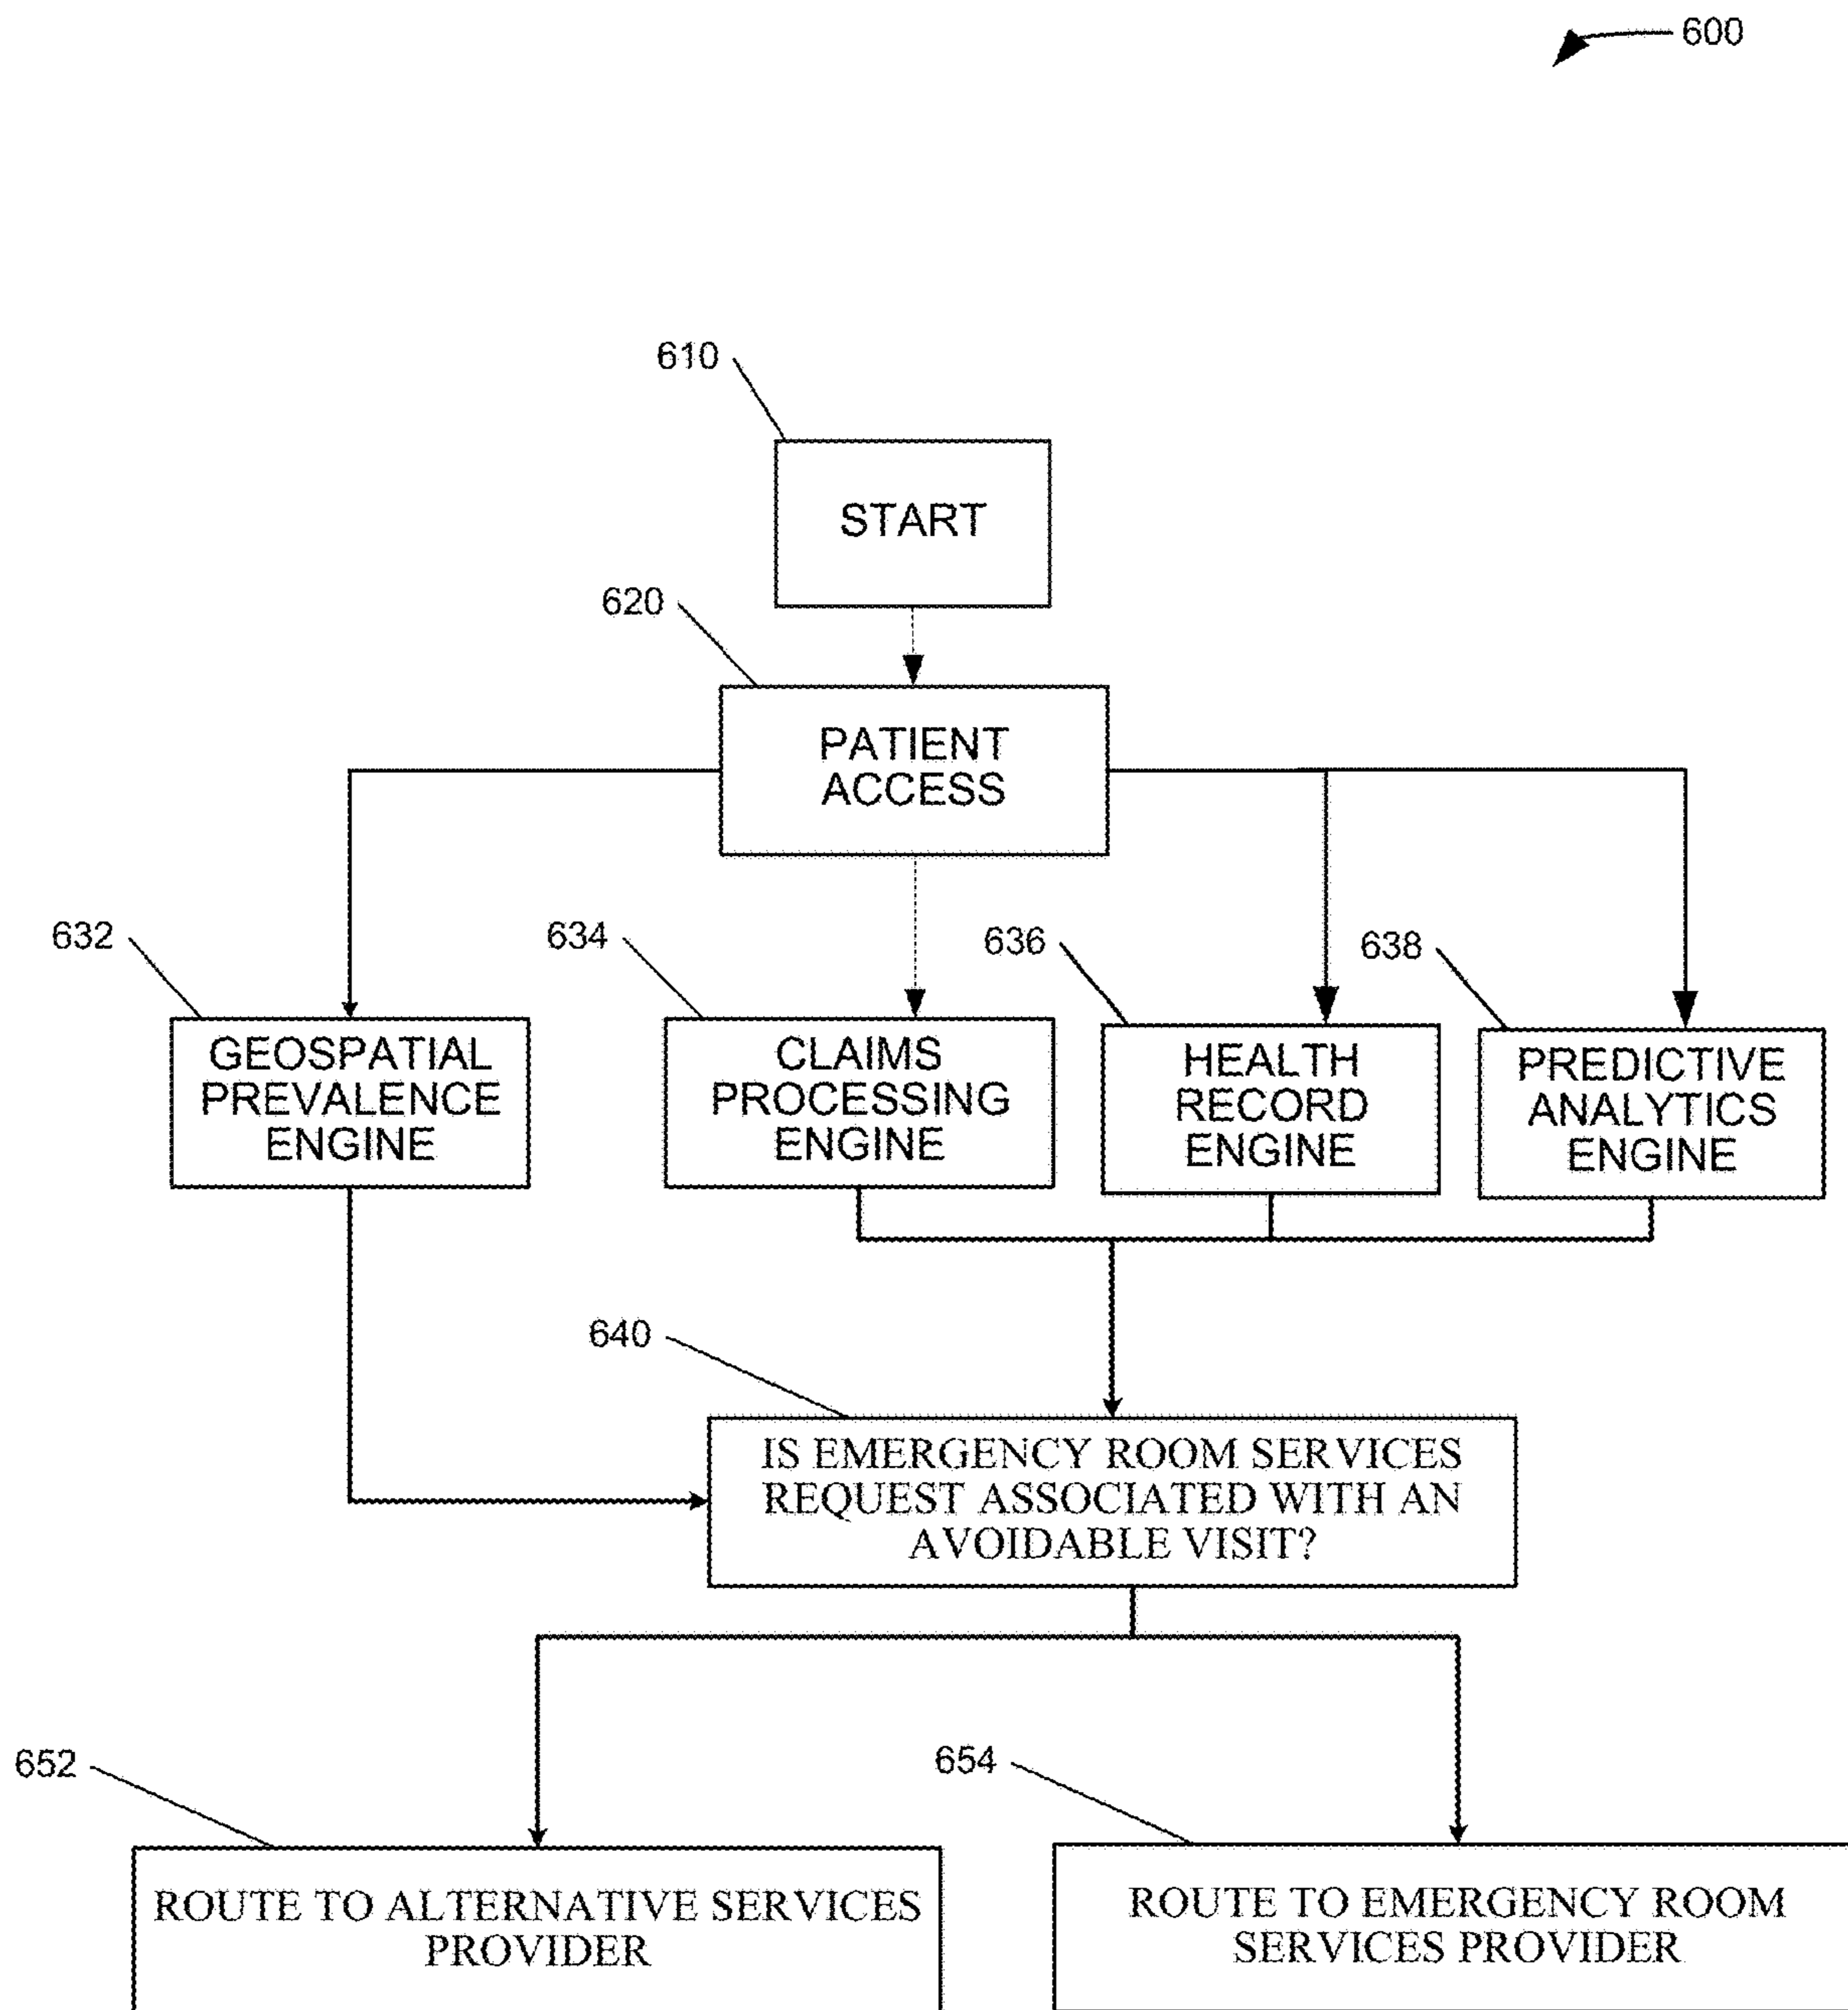 600
610
START
620
PATIENT
ACCESS
632
634
636
638
GEOSPATIAL
PREVALENCE
ENGINE
CLAIMS
PROCESSING
ENGINE
HEALTH
RECORD
ENGINE
PREDICTIVE
ANALYTICS
ENGINE
640
IS EMERGENCY ROOM SERVICES
REQUEST ASSOCIATED WITH AN
AVOIDABLE VISIT?
652
654
ROUTE TO ALTERNATIVE SERVICES
PROVIDER
ROUTE TO EMERGENCY ROOM
SERVICES PROVIDER